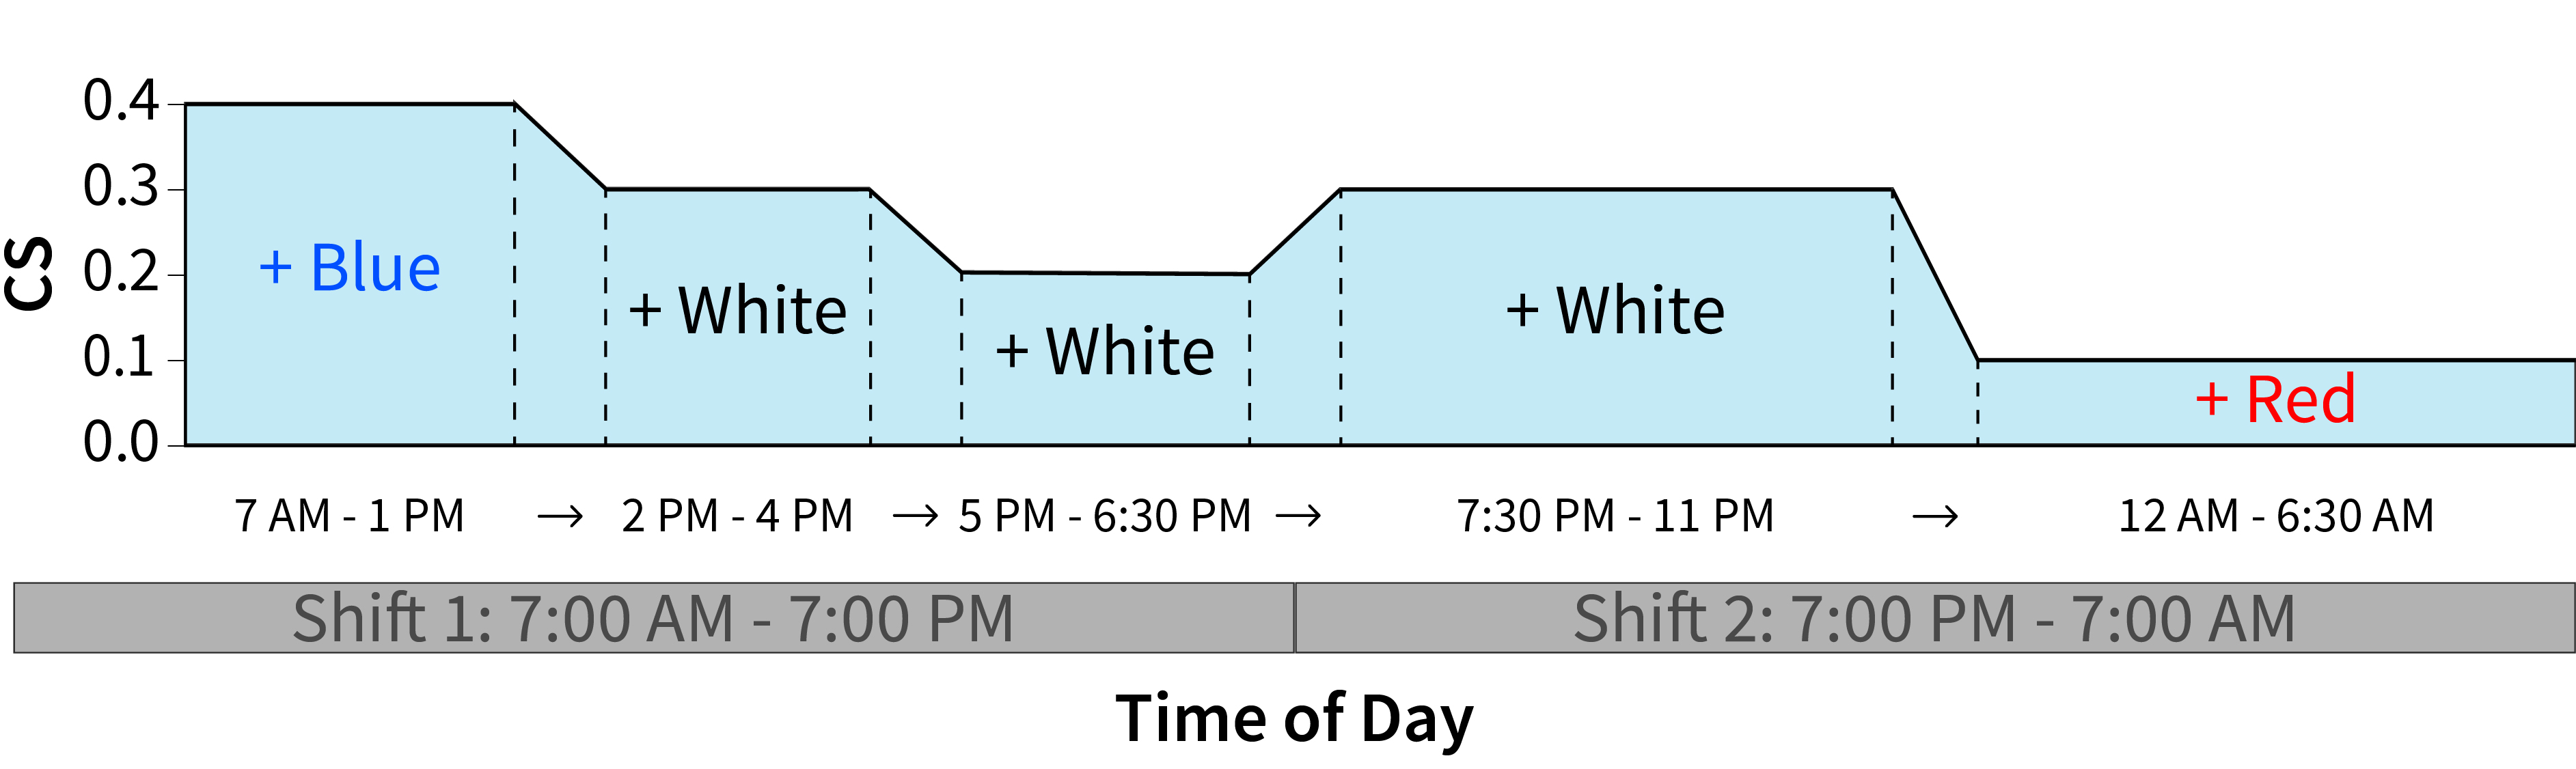 CS
0.4
0.3
0.2
0.1
0.0
+ Blue
+ White
+ White
+ White
+ Red
7 AM - 1 PM → 2 PM - 4 PM → 5 PM - 6:30 PM → 7:30 PM - 11 PM → 12 AM - 6:30 AM
Shift 1: 7:00 AM - 7:00 PM
Shift 2: 7:00 PM - 7:00 AM
Time of Day